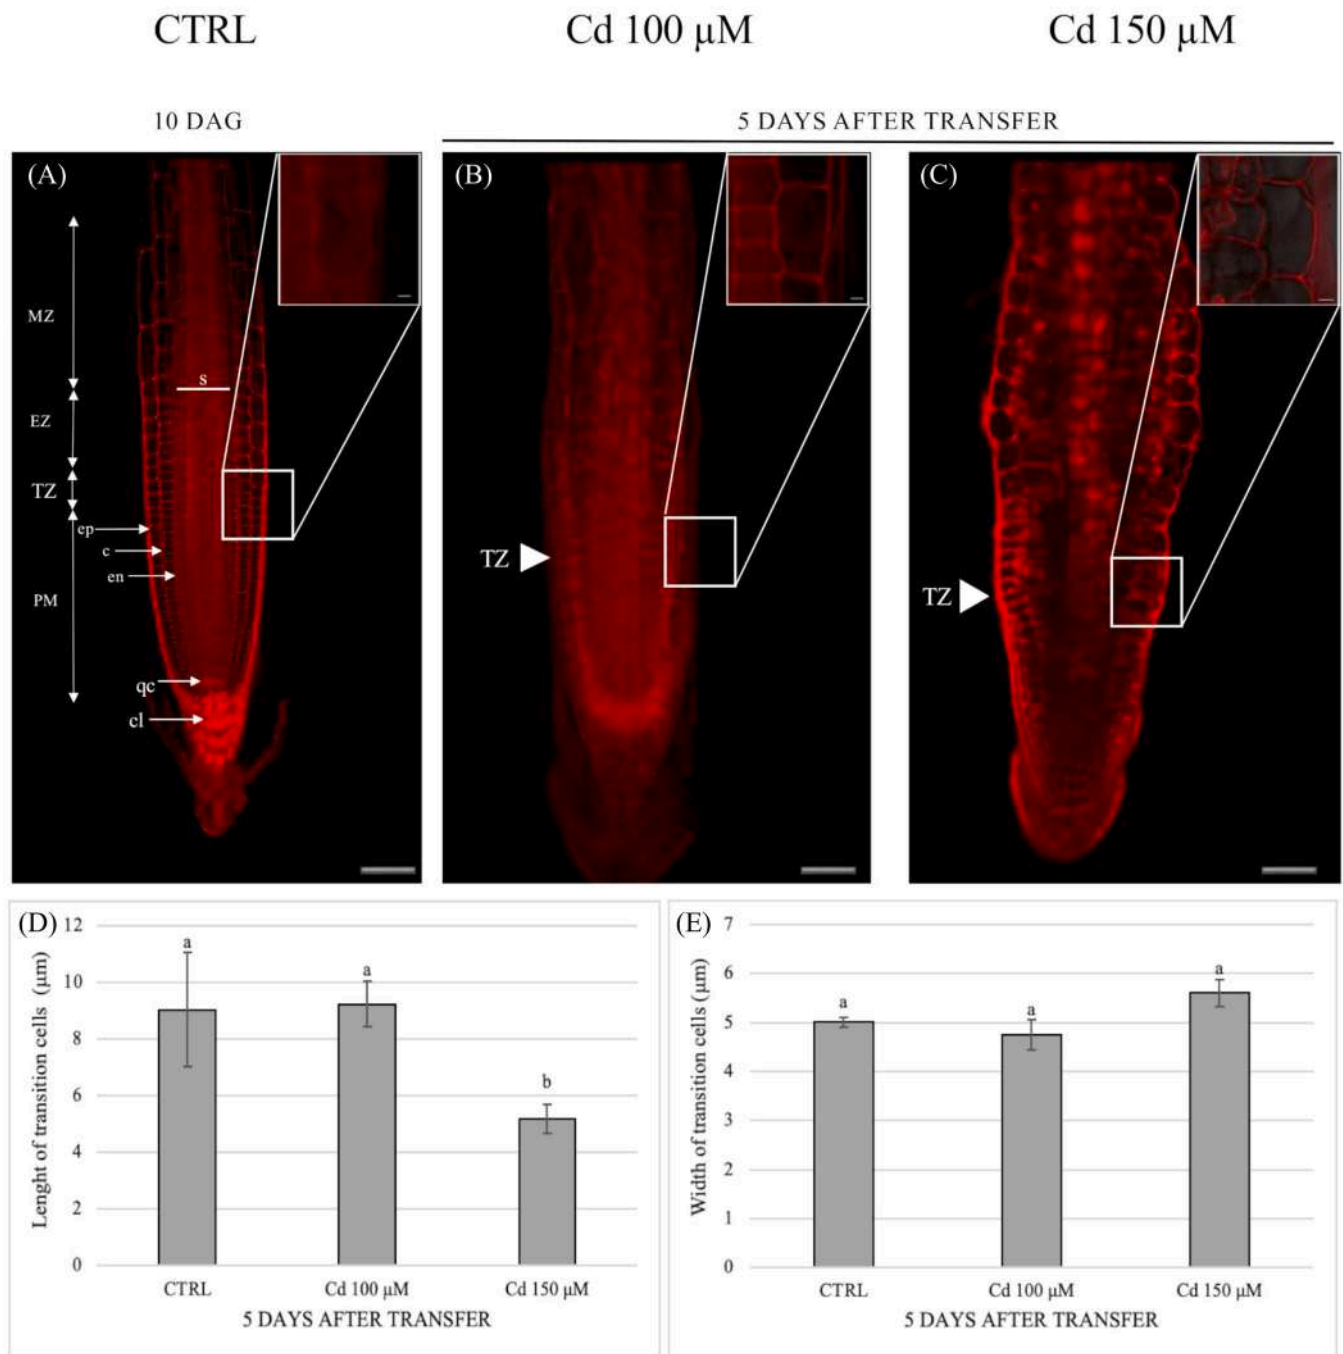 CTRL Cd 100 μM Cd 150 μM
10 DAG 5 DAYS AFTER TRANSFER
(A) (B) (C)
MZ
s
EZ
TZ
ep
c
en
PM
qc
cl
TZ
TZ
(D)
12
10
8
6
4
2
0
Lenght of transition cells (μm)
a
a
b
CTRL Cd 100 μM Cd 150 μM
5 DAYS AFTER TRANSFER
(E)
7
6
5
4
3
2
1
0
Width of transition cells (μm)
a
a
a
CTRL Cd 100 μM Cd 150 μM
5 DAYS AFTER TRANSFER